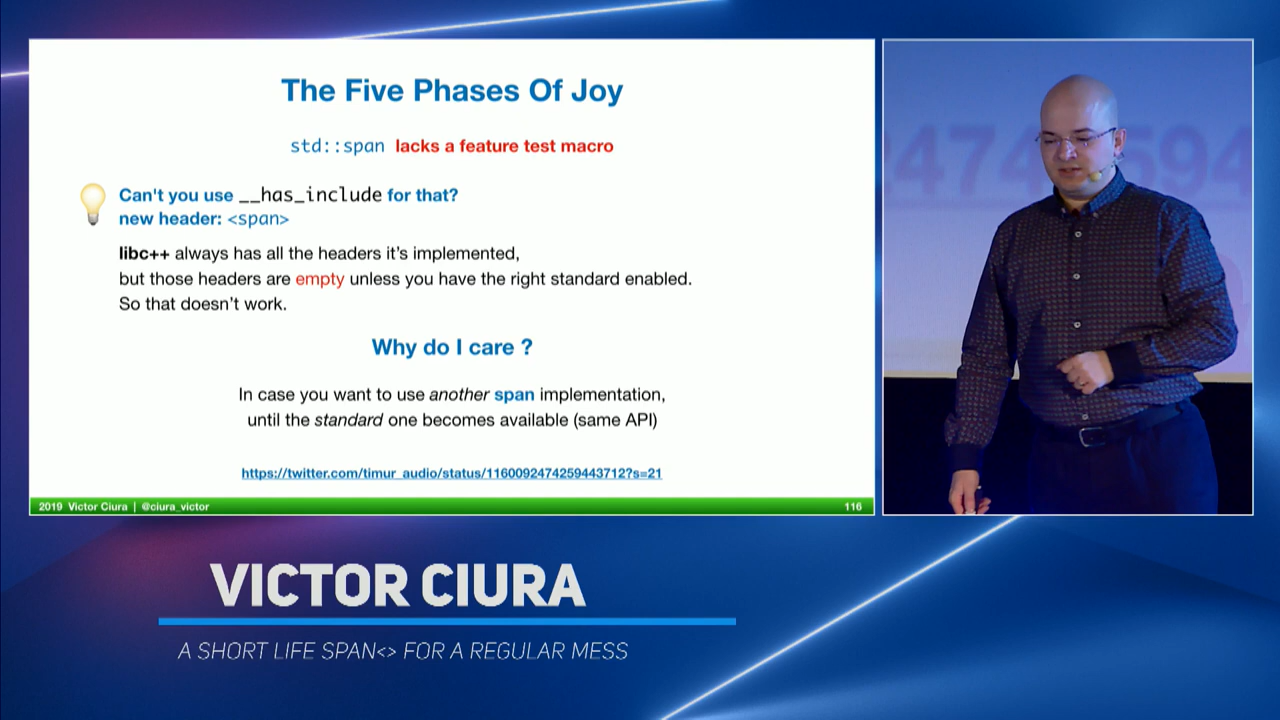 The Five Phases Of Joy
std::span lacks a feature test macro
Can't you use __has_include for that?
new header: <span>
libc++ always has all the headers it's implemented,
but those headers are empty unless you have the right standard enabled.
So that doesn't work.
Why do I care ?
In case you want to use another span implementation,
until the standard one becomes available (same API)
https://twitter.com/timur_audio/status/1160092474259443712?s=21
2019 Victor Ciura | @ciura_victor
116
VICTOR CIURA
A SHORT LIFE SPAN<> FOR A REGULAR MESS